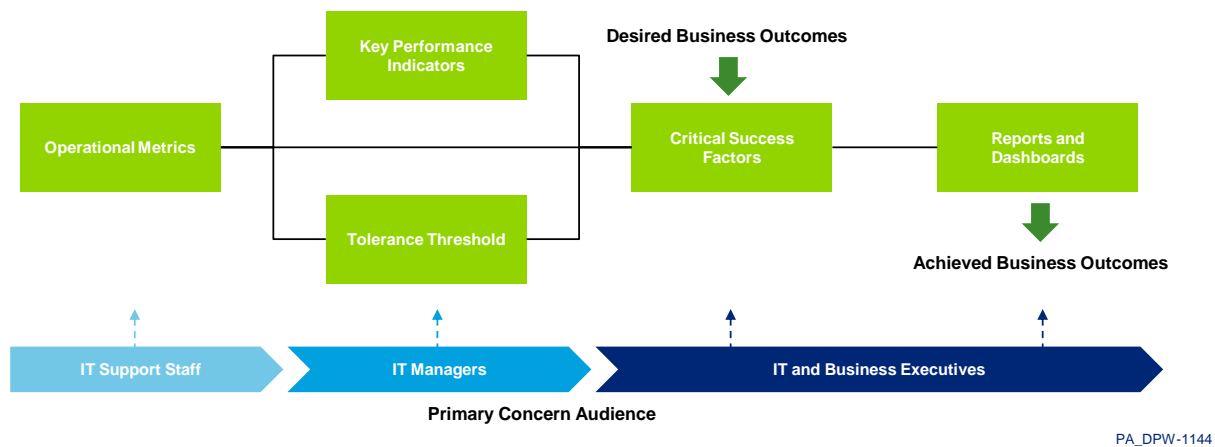 Key Performance
Indicators
Desired Business Outcomes
Operational Metrics
Critical Success
Factors
Reports and
Dashboards
Tolerance Threshold
Achieved Business Outcomes
IT Support Staff
IT Managers
IT and Business Executives
Primary Concern Audience
PA_DPW-1144